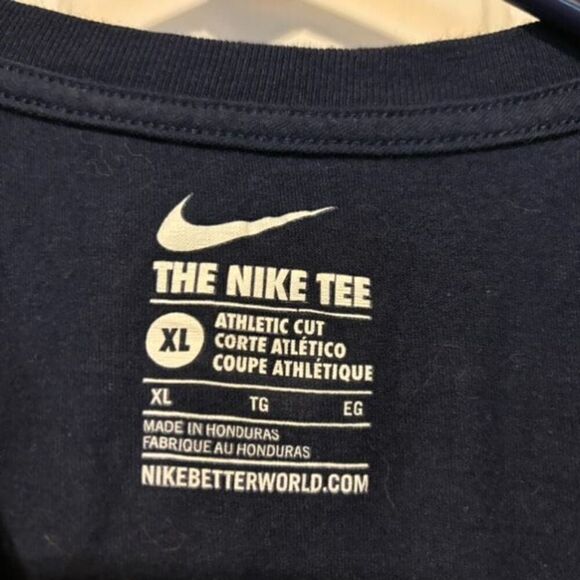 THE NIKE TEE
XL
ATHLETIC CUT
CORTE ATLÉTICO
COUPE ATHLÉTIQUE
XL TG EG
MADE IN HONDURAS
FABRIQUE AU HONDURAS
NIKEBETTERWORLD.COM